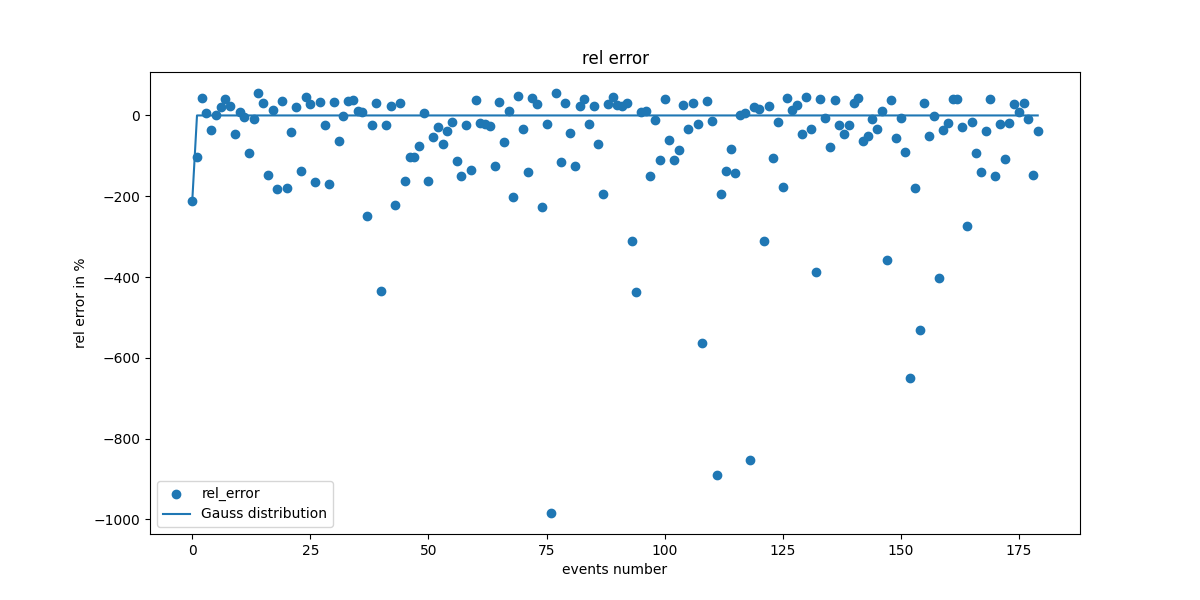 rel error
rel error in %
0
−200
−400
−600
−800
−1000
rel_error
Gauss distribution
0 25 50 75 100 125 150 175
events number